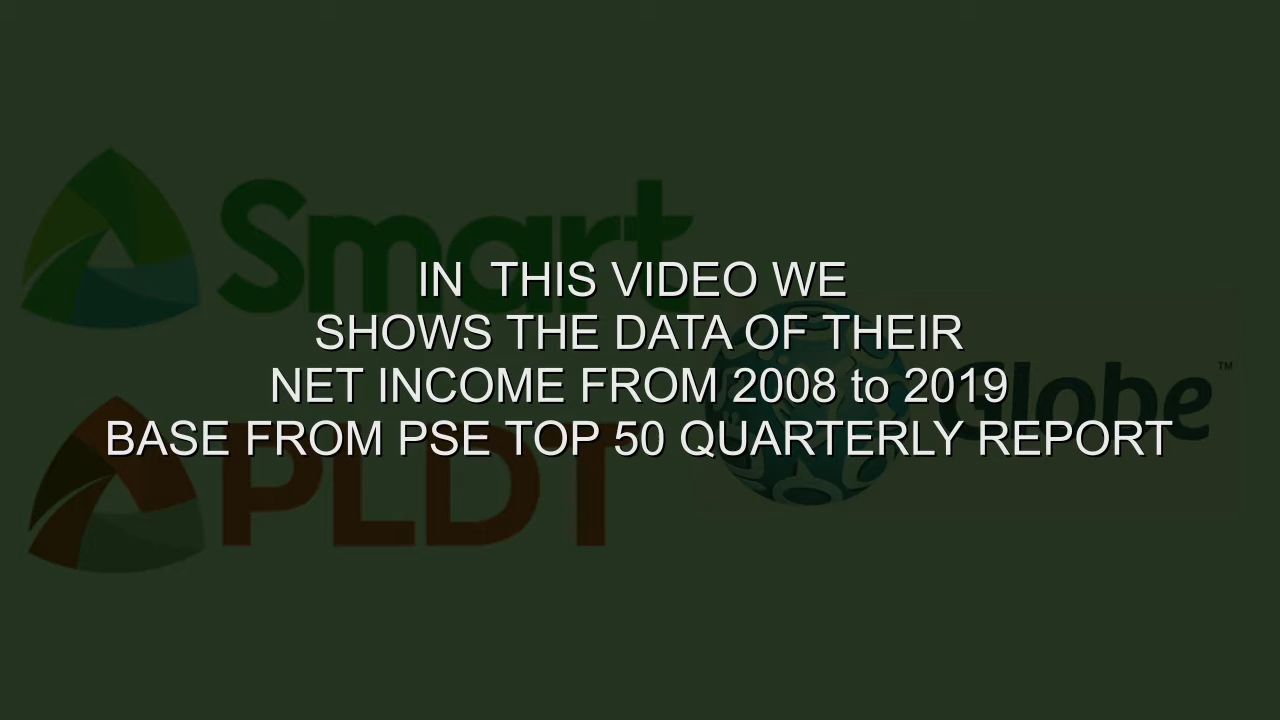 Smart
IN THIS VIDEO WE
SHOWS THE DATA OF THEIR
NET INCOME FROM 2008 to 2019
BASE FROM PSE TOP 50 QUARTERLY REPORT
Globe™
PLDT